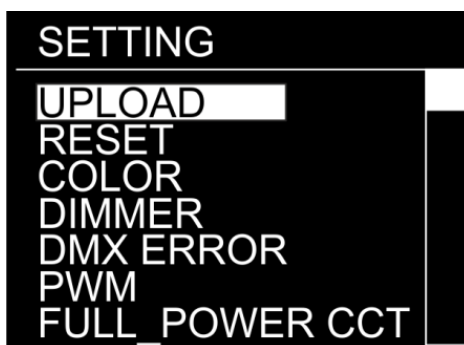 SETTING
UPLOAD
RESET
COLOR
DIMMER
DMX ERROR
PWM
FULL_POWER CCT